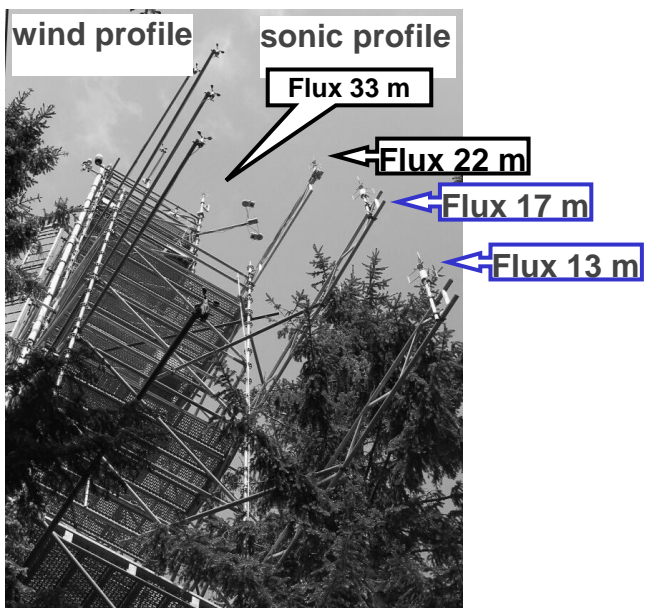 wind profile
sonic profile
Flux 33 m
Flux 22 m
Flux 17 m
Flux 13 m